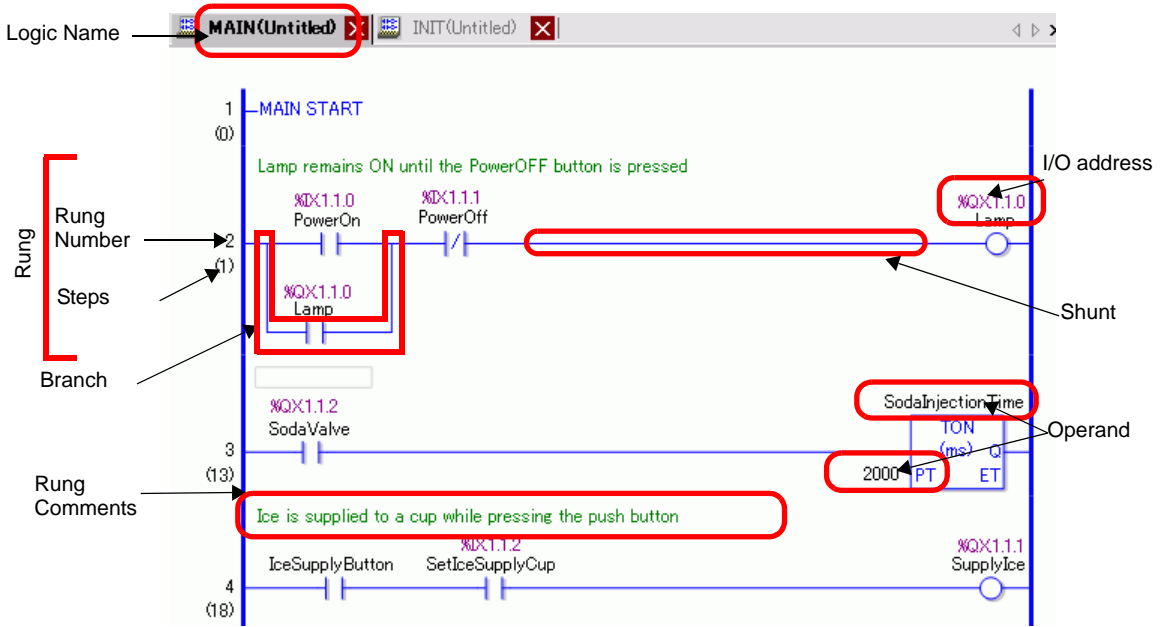 Logic Name
MAIN(Untitled)
INIT(Untitled)
1
MAIN START
(0)
Lamp remains ON until the PowerOFF button is pressed
I/O address
%IX1.1.0
%IX1.1.1
%QX1.1.0
PowerOn
PowerOff
Lamp
Rung
Rung
Number
2
(1)
Steps
%QX1.1.0
Lamp
Shunt
Branch
%QX1.1.2
SodaValve
SodaInjectionTime
TON
(ms) Q
Operand
3
(13)
2000
PT ET
Rung
Comments
Ice is supplied to a cup while pressing the push button
%IX1.1.2
%QX1.1.1
IceSupplyButton
SetIceSupplyCup
SupplyIce
4
(18)